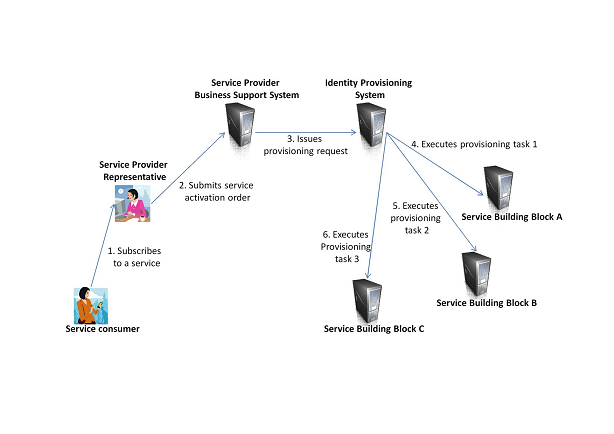 Service Provider
Business Support System
Identity Provisioning
System
3. Issues
provisioning request
4. Executes provisioning task 1
Service Provider
Representative
2. Submits service
activation order
5. Executes
provisioning
task 2
Service Building Block A
6. Executes
Provisioning
task 3
1. Subscribes
to a service
Service Building Block B
Service consumer
Service Building Block C